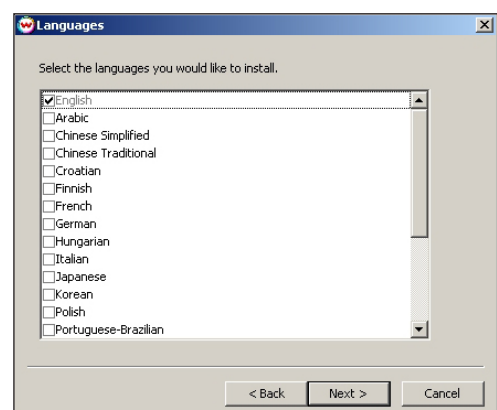 Languages
Select the languages you would like to install.
English
Arabic
Chinese Simplified
Chinese Traditional
Croatian
Finnish
French
German
Hungarian
Italian
Japanese
Korean
Polish
Portuguese-Brazilian
< Back Next > Cancel